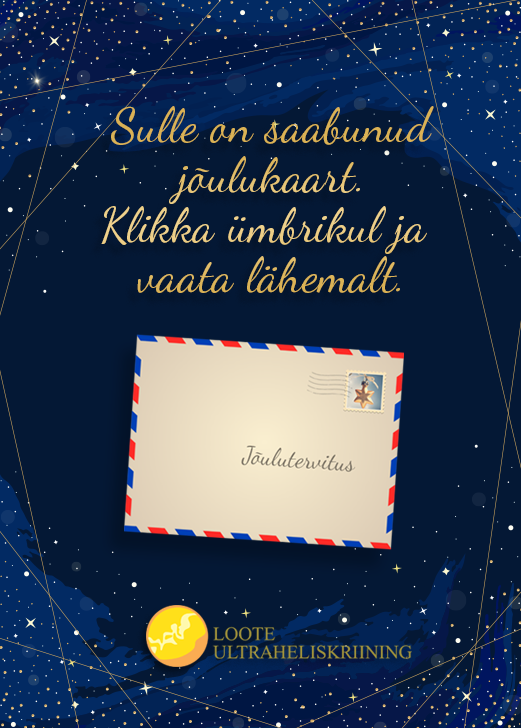 Sulle on saabunud
jõulukaart.
Klikka ümbrikul ja
vaata lähemalt.
Jõulutervitus
LOOTE
ULTRAHELISKRIINING